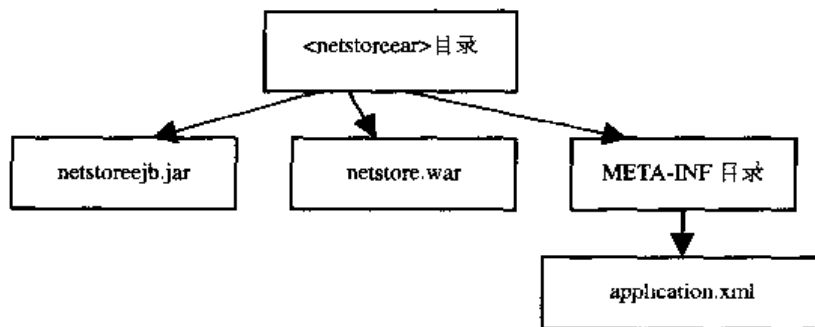 <netstoreear>目录
netstoreejb.jar
netstore.war
META-INF 目录
application.xml